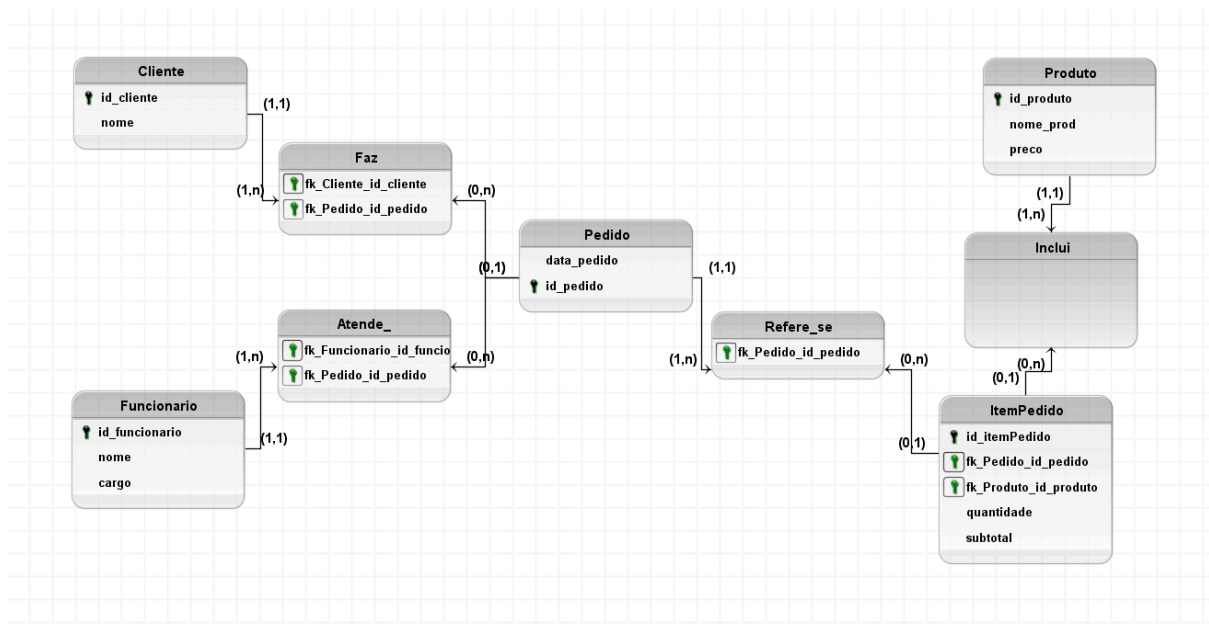 Cliente
id_cliente
nome
(1,1)
(1,n)
Faz
fk_Cliente_id_cliente
fk_Pedido_id_pedido
(0,n)
Pedido
data_pedido
id_pedido
(0,1)
(1,1)
Atende_
fk_Funcionario_id_funcio
fk_Pedido_id_pedido
(1,n)
(0,n)
Funcionario
id_funcionario
nome
cargo
(1,1)
Refere_se
fk_Pedido_id_pedido
(1,n)
(0,n)
Produto
id_produto
nome_prod
preco
(1,1)
(1,n)
Inclui
(0,n)
(0,1)
ItemPedido
id_itemPedido
fk_Pedido_id_pedido
fk_Produto_id_produto
quantidade
subtotal
(0,1)